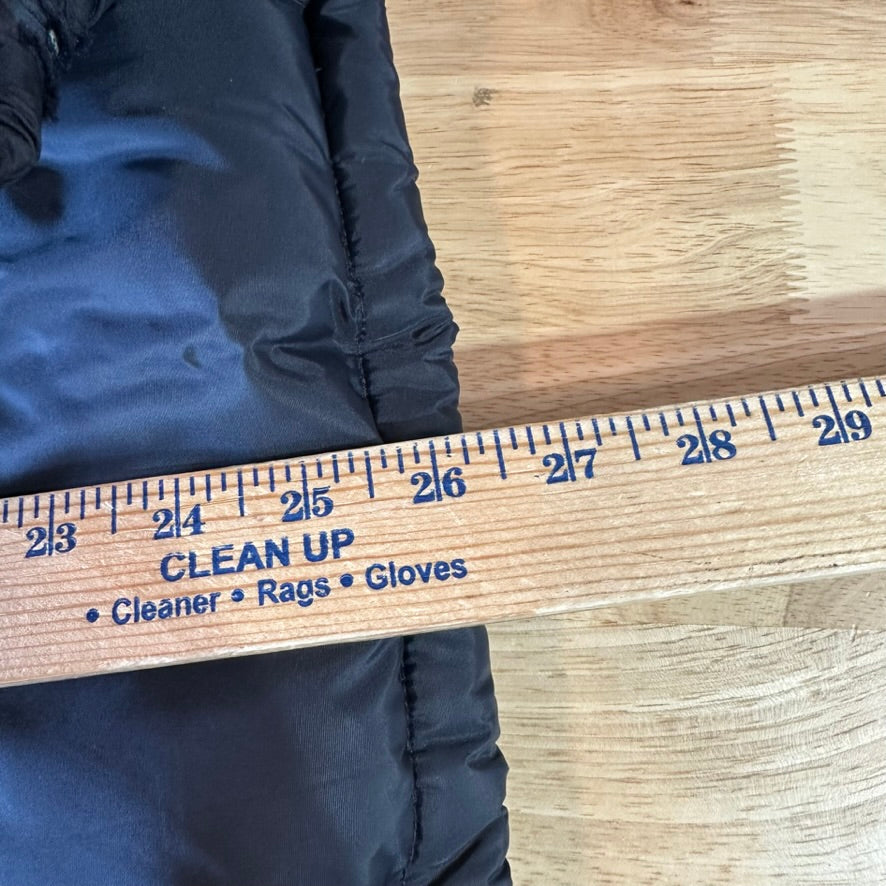 23 24 25 26 27 28 29
CLEAN UP
• Cleaner • Rags • Gloves